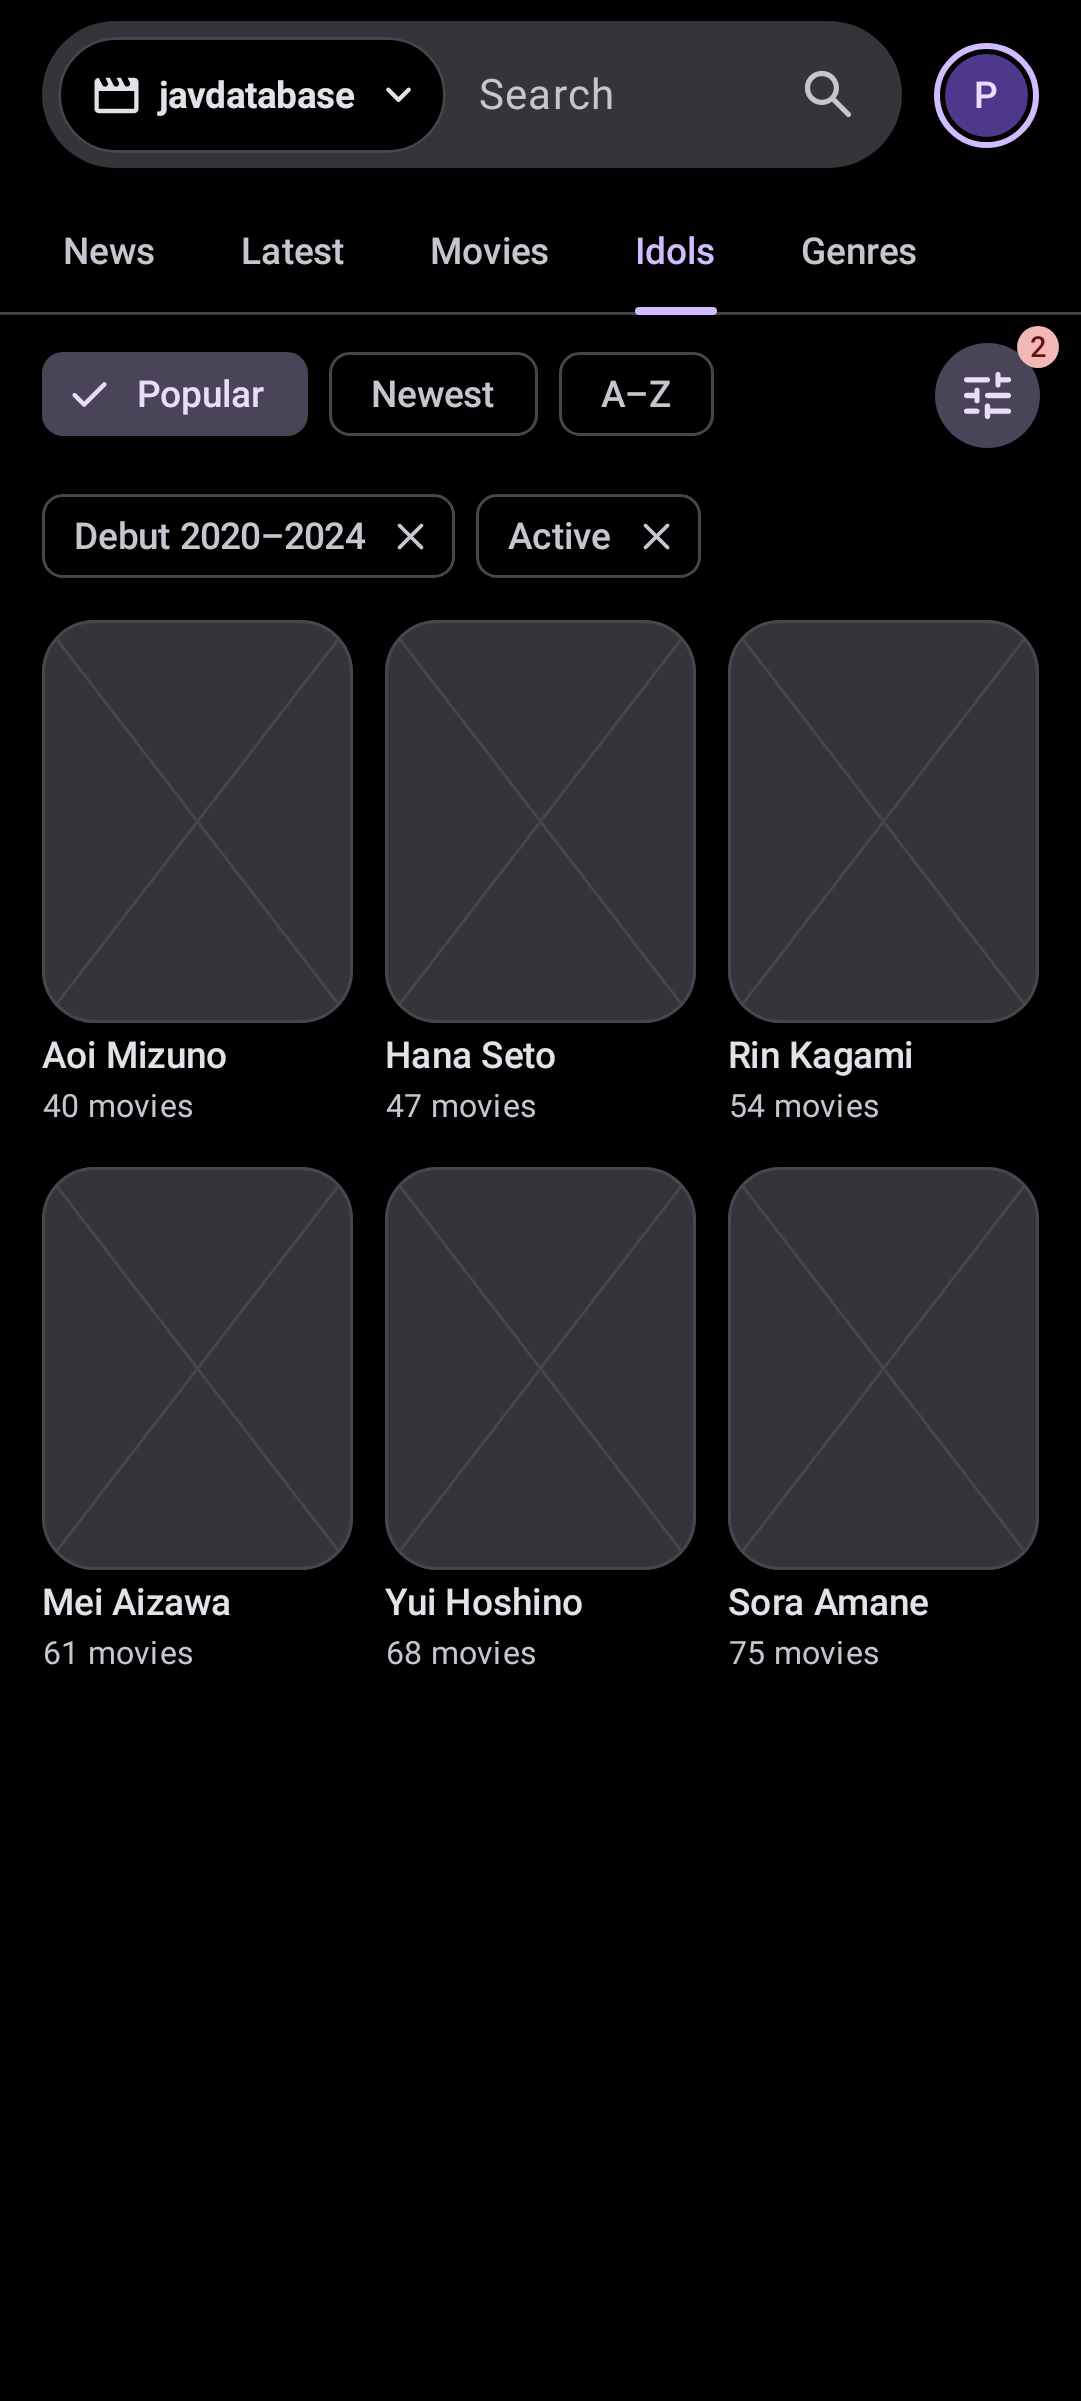 javdatabase
Search
P
News Latest Movies Idols Genres
2
Popular Newest A–Z
Debut 2020–2024 Active
Aoi Mizuno Hana Seto Rin Kagami
40 movies 47 movies 54 movies
Mei Aizawa Yui Hoshino Sora Amane
61 movies 68 movies 75 movies